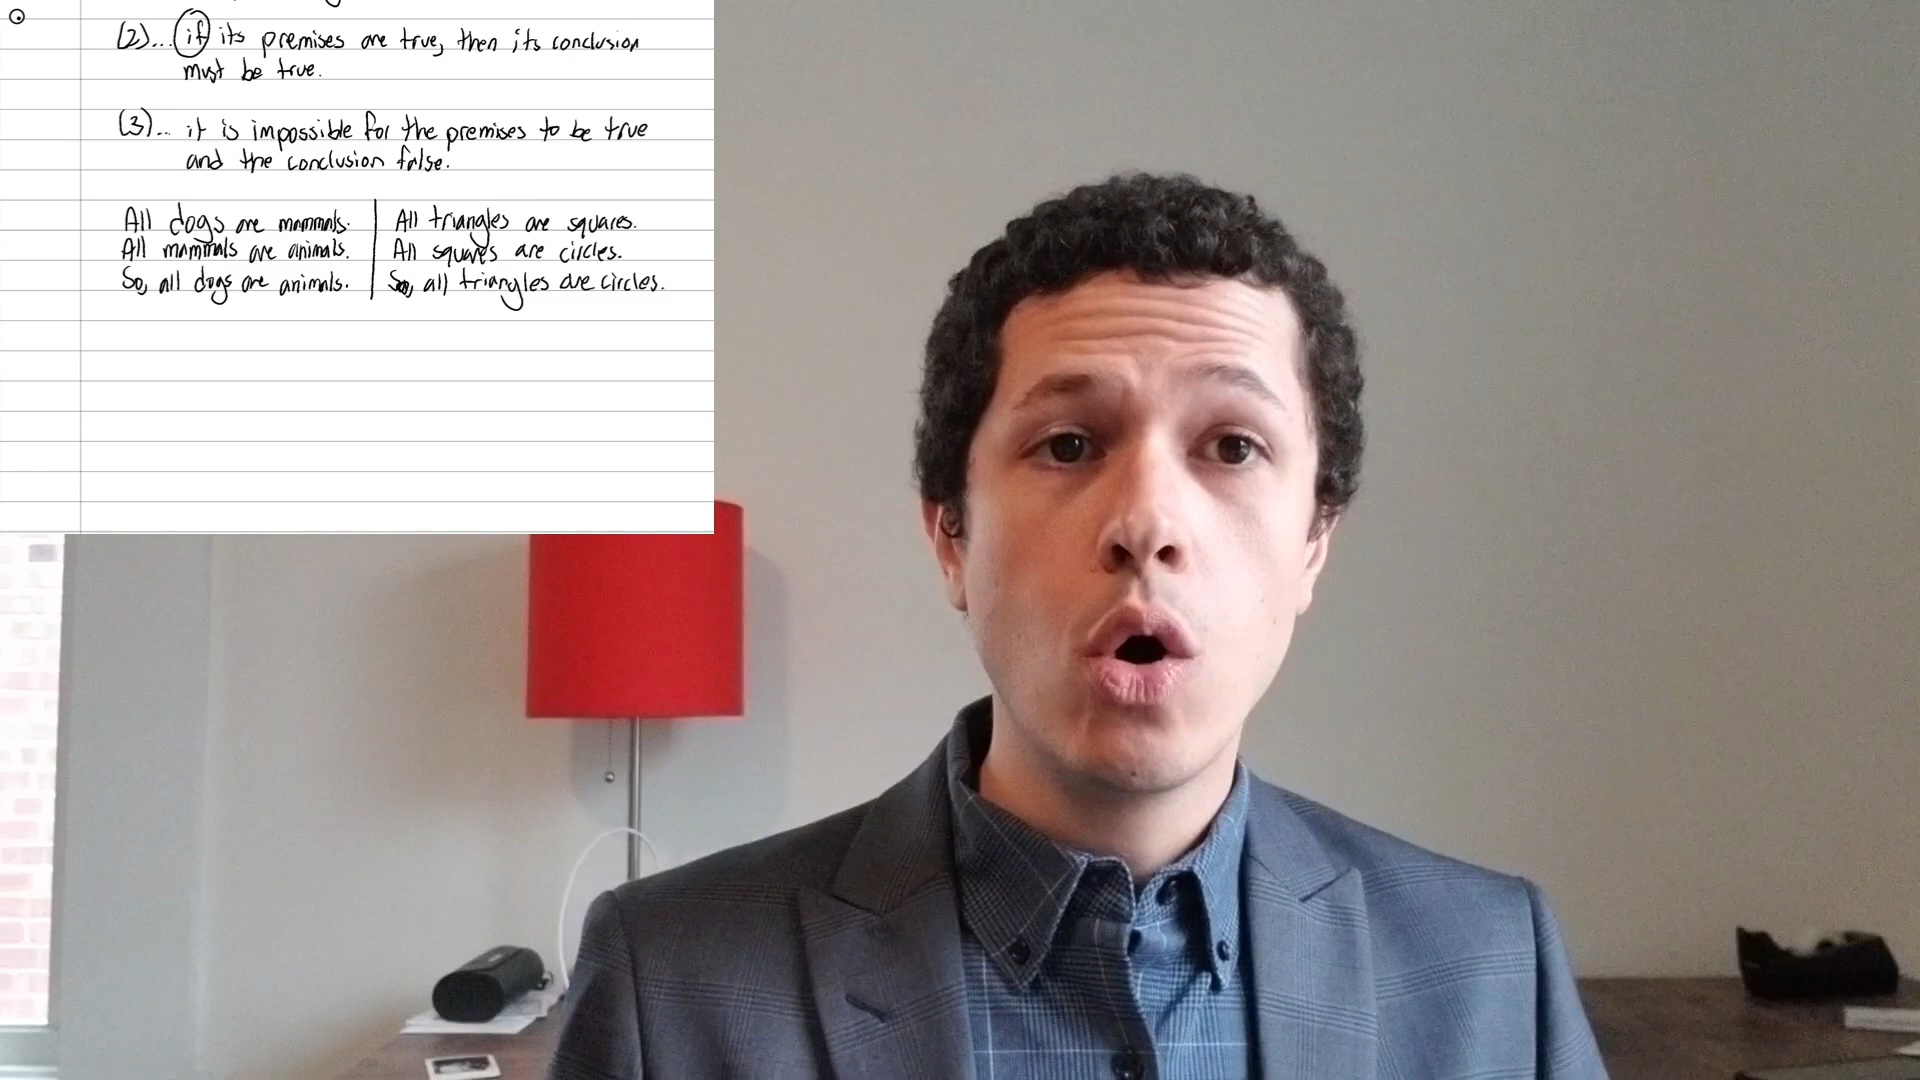 (2)... if its premises are true, then its conclusion
must be true.
(3)... it is impossible for the premises to be true
and the conclusion false.
All dogs are mammals.
All mammals are animals.
So, all dogs are animals.
All triangles are squares.
All squares are circles.
So, all triangles are circles.